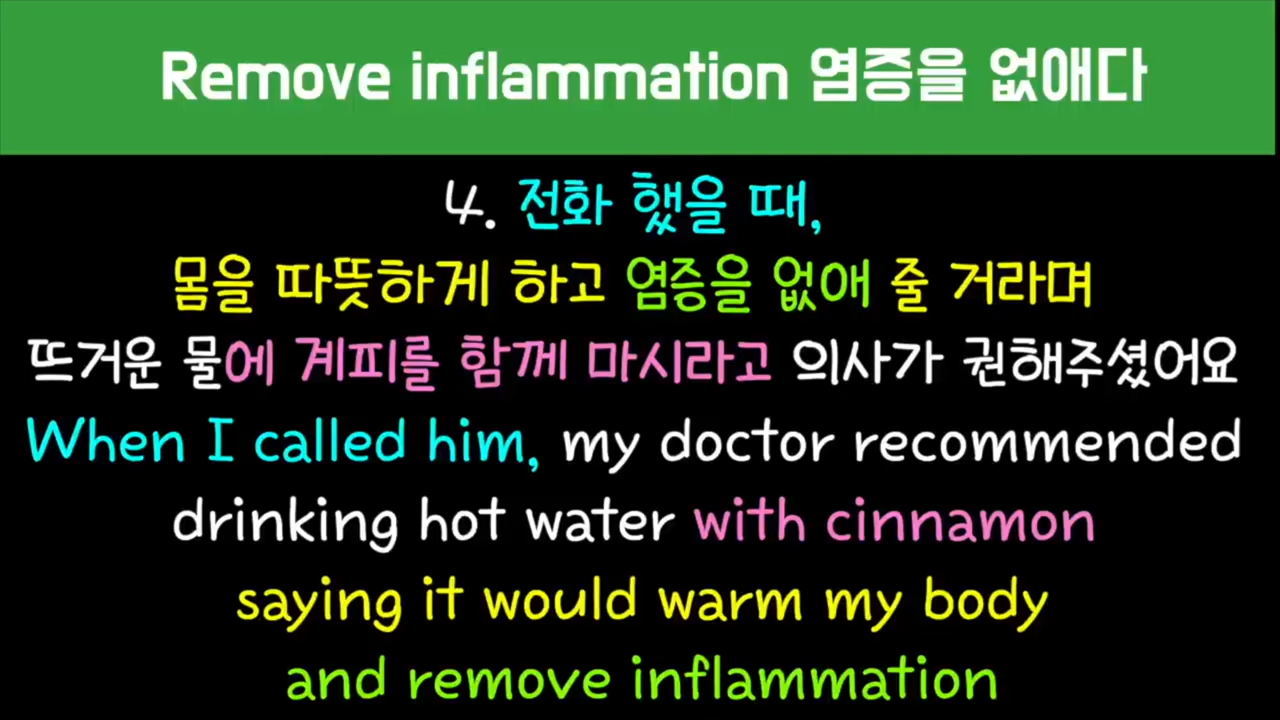 Remove inflammation 염증을 없애다
4. 전화 했을 때,
몸을 따뜻하게 하고 염증을 없애 줄 거라며
뜨거운 물에 계피를 함께 마시라고 의사가 권해주셨어요
When I called him, my doctor recommended
drinking hot water with cinnamon
saying it would warm my body
and remove inflammation